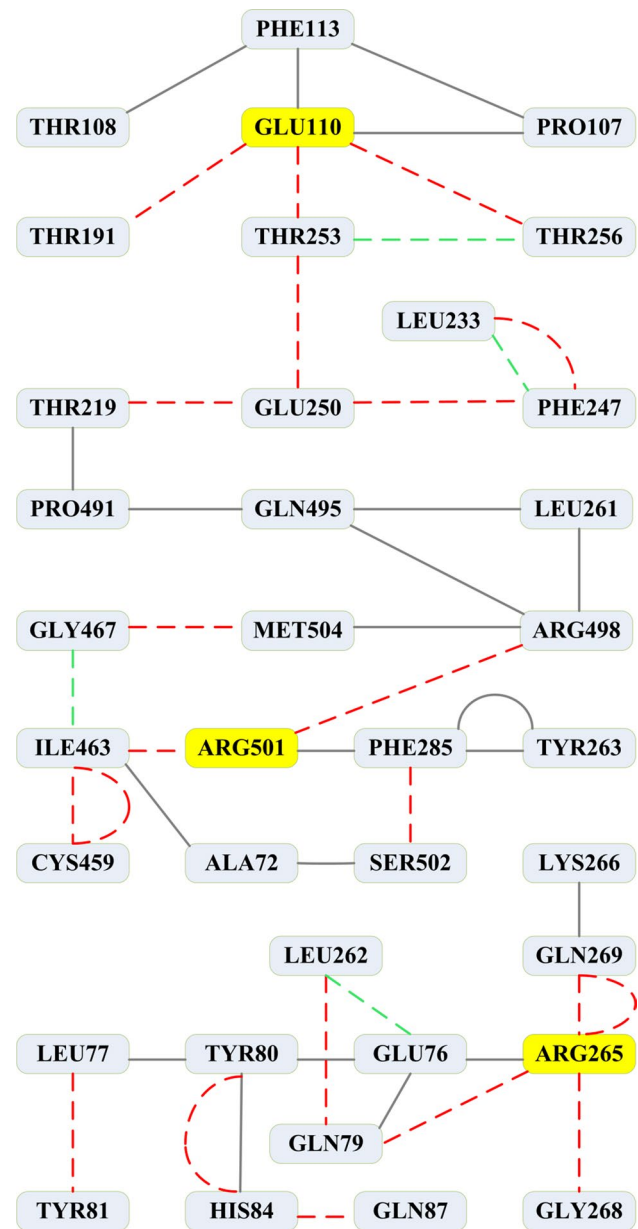 PHE113
THR108
GLU110
PRO107
THR191
THR253
THR256
LEU233
THR219
GLU250
PHE247
PRO491
GLN495
LEU261
GLY467
MET504
ARG498
ILE463
ARG501
PHE285
TYR263
CYS459
ALA72
SER502
LYS266
LEU262
GLN269
LEU77
TYR80
GLU76
ARG265
GLN79
TYR81
HIS84
GLN87
GLY268